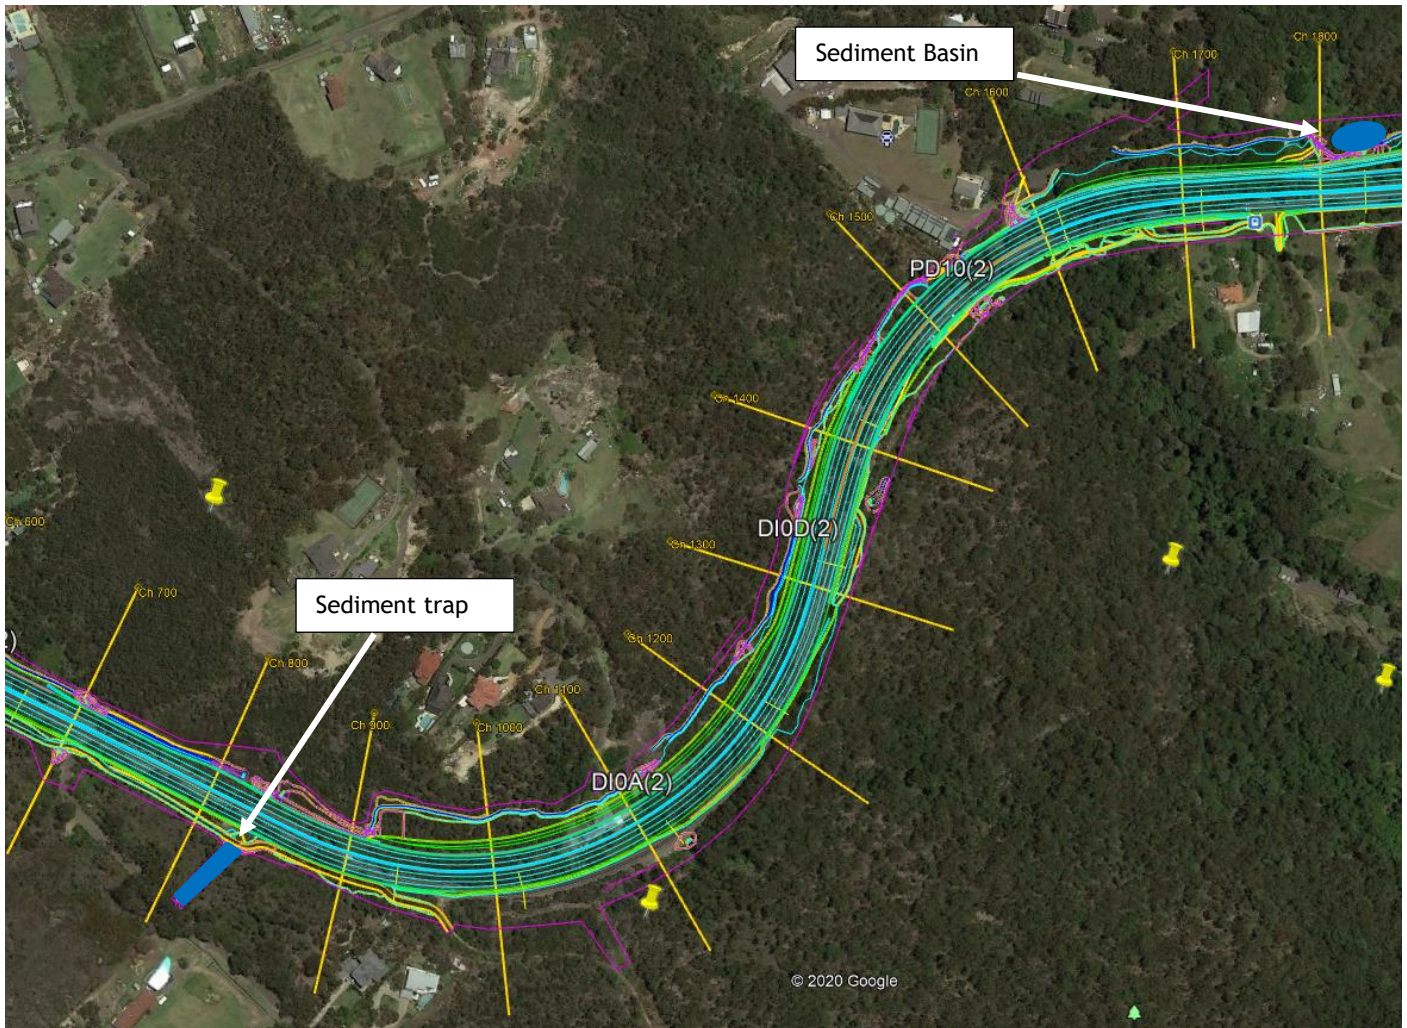 Sediment Basin
Ch 1700
Ch 1800
Ch 1600
Ch 1500
PD10(2)
Ch 1400
DI0D(2)
Ch 600
Ch 1300
Ch 700
Sediment trap
2)
Ch 1200
Ch 800
Ch 1100
Ch 900
Ch 1000
DI0A(2)
© 2020 Google